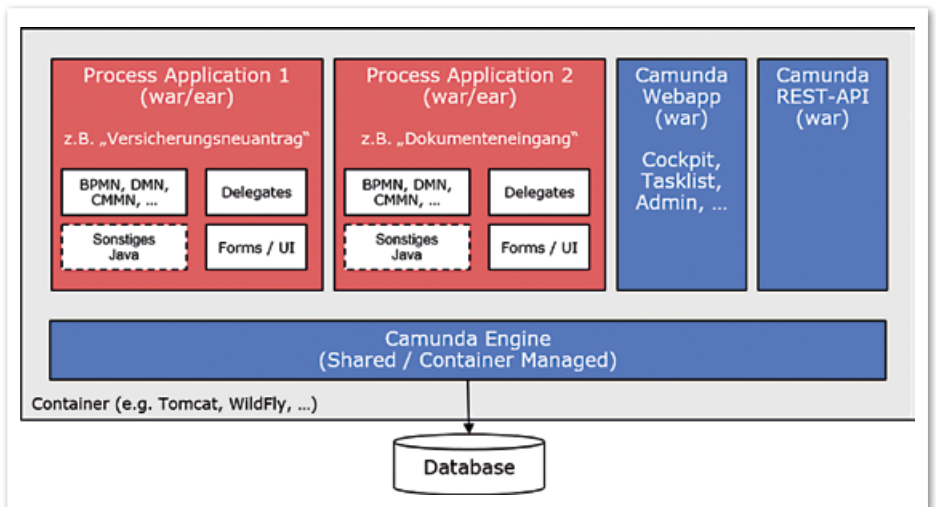 Process Application 1
(war/ear)
z.B. „Versicherungsneuantrag“
BPMN, DMN,
CMMN, ...
Delegates
Sonstiges
Java
Forms / UI
Process Application 2
(war/ear)
z.B. „Dokumenteneingang“
BPMN, DMN,
CMMN, ...
Delegates
Sonstiges
Java
Forms / UI
Camunda
Webapp
(war)
Cockpit,
Tasklist,
Admin, ...
Camunda
REST-API
(war)
Camunda Engine
(Shared / Container Managed)
Container (e.g. Tomcat, WildFly, ...)
Database